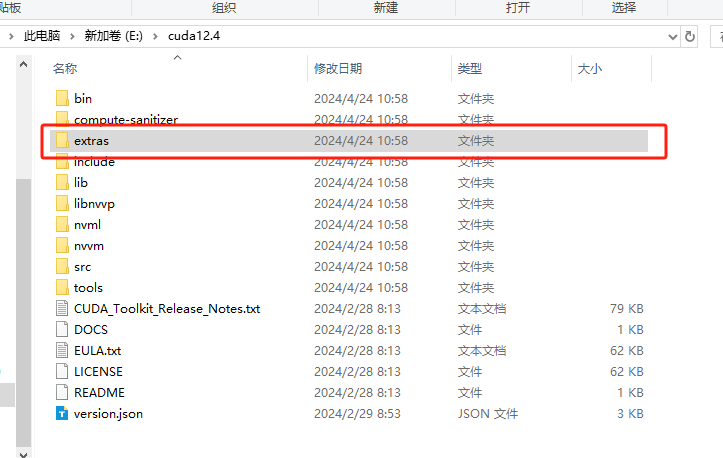 贴板 组织 新建 打开 选择
此电脑 新加卷 (E:) cuda12.4
名称 修改日期 类型 大小
bin 2024/4/24 10:58 文件夹
compute-sanitizer 2024/4/24 10:58 文件夹
extras 2024/4/24 10:58 文件夹
include 2024/4/24 10:58 文件夹
lib 2024/4/24 10:58 文件夹
libnvvp 2024/4/24 10:58 文件夹
nvml 2024/4/24 10:58 文件夹
nvvm 2024/4/24 10:58 文件夹
src 2024/4/24 10:58 文件夹
tools 2024/4/24 10:58 文件夹
CUDA_Toolkit_Release_Notes.txt 2024/2/28 8:13 文本文档 79 KB
DOCS 2024/2/28 8:13 文件 1 KB
EULA.txt 2024/2/28 8:13 文本文档 62 KB
LICENSE 2024/2/28 8:13 文件 62 KB
README 2024/2/28 8:13 文件 1 KB
version.json 2024/2/29 8:53 JSON 文件 3 KB